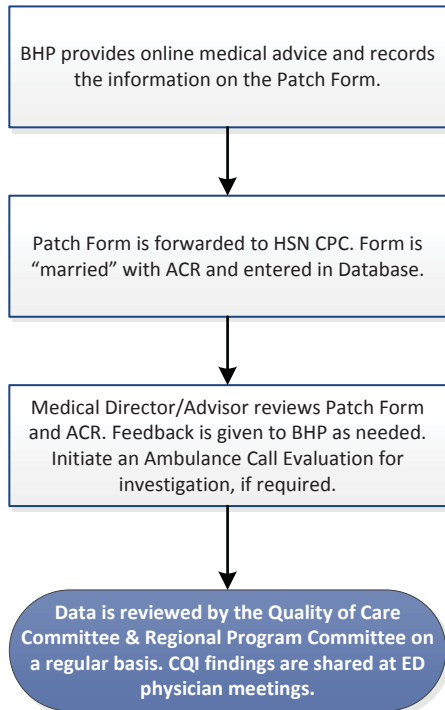 BHP provides online medical advice and records
the information on the Patch Form.
Patch Form is forwarded to HSN CPC. Form is
“married” with ACR and entered in Database.
Medical Director/Advisor reviews Patch Form
and ACR. Feedback is given to BHP as needed.
Initiate an Ambulance Call Evaluation for
investigation, if required.
Data is reviewed by the Quality of Care
Committee & Regional Program Committee on
a regular basis. CQI findings are shared at ED
physician meetings.